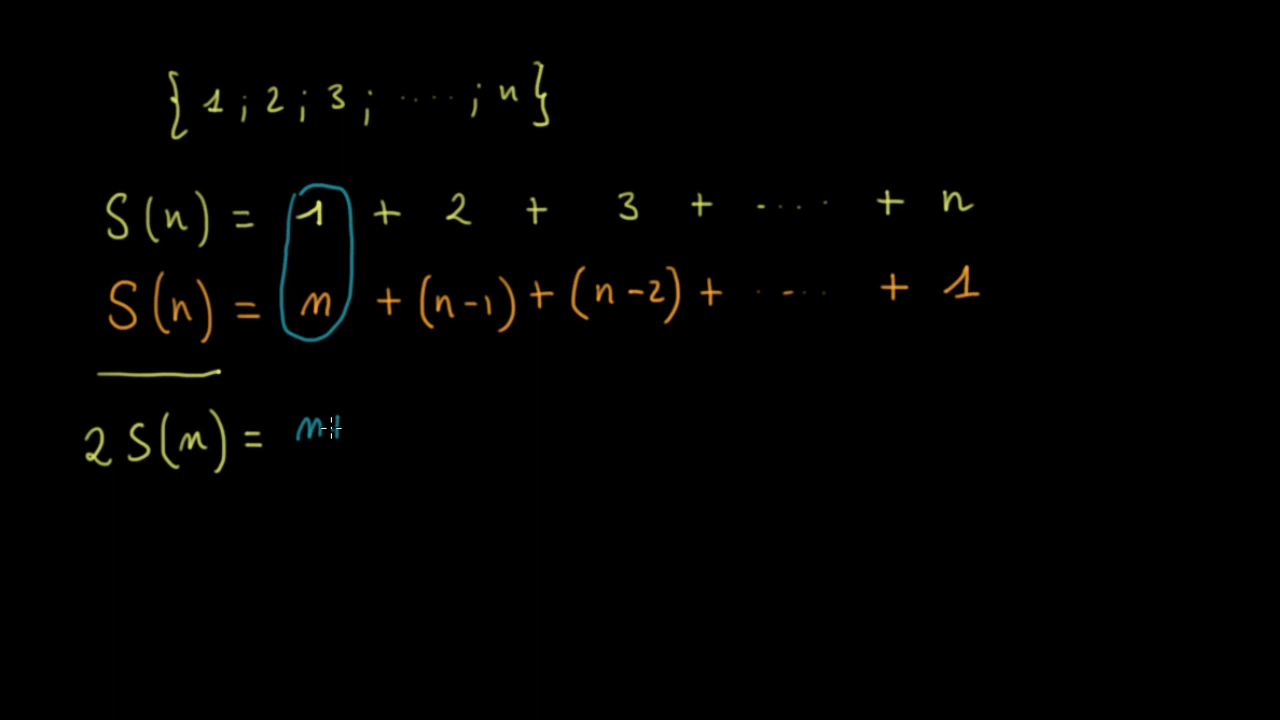 {1 ; 2 ; 3 ; ..... ; n}
S(n) = 1 + 2 + 3 + ..... + n
S(n) = n + (n-1) + (n-2) + ..... + 1
2 S(n) = n+